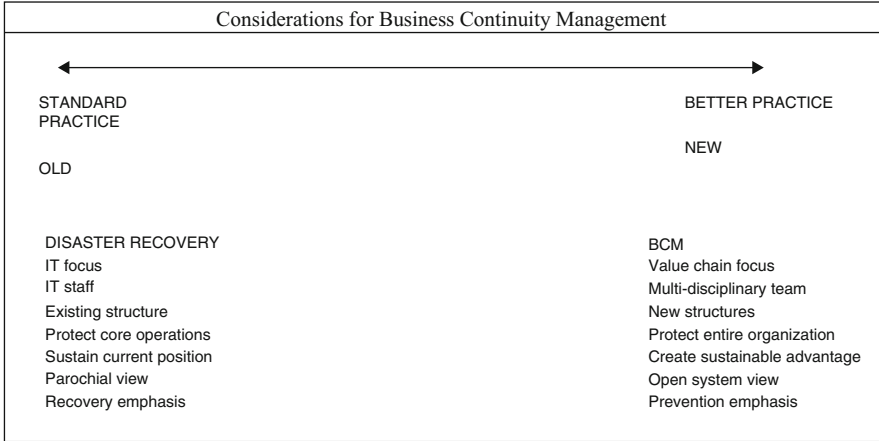 Considerations for Business Continuity Management
STANDARD
PRACTICE
OLD
BETTER PRACTICE
NEW
DISASTER RECOVERY
IT focus
IT staff
Existing structure
Protect core operations
Sustain current position
Parochial view
Recovery emphasis
BCM
Value chain focus
Multi-disciplinary team
New structures
Protect entire organization
Create sustainable advantage
Open system view
Prevention emphasis